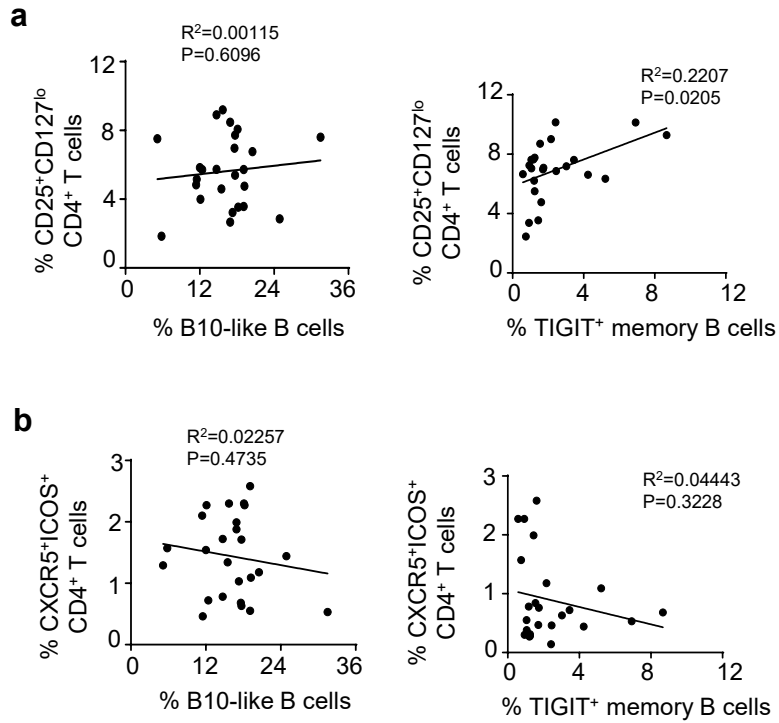 a
R²=0.00115
P=0.6096
% CD25⁺CD127ˡᵒ
CD4⁺ T cells
12
8
4
0
0 12 24 36
% B10-like B cells
R²=0.2207
P=0.0205
% CD25⁺CD127ˡᵒ
CD4⁺ T cells
12
8
4
0
0 4 8 12
% TIGIT⁺ memory B cells
b
R²=0.02257
P=0.4735
% CXCR5⁺ICOS⁺
CD4⁺ T cells
3
2
1
0
0 12 24 36
% B10-like B cells
R²=0.04443
P=0.3228
% CXCR5⁺ICOS⁺
CD4⁺ T cells
3
2
1
0
0 4 8 12
% TIGIT⁺ memory B cells